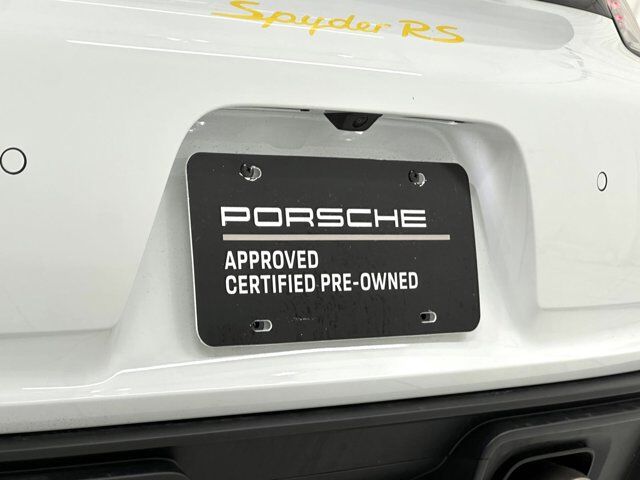 Spyder RS
PORSCHE
APPROVED
CERTIFIED PRE-OWNED